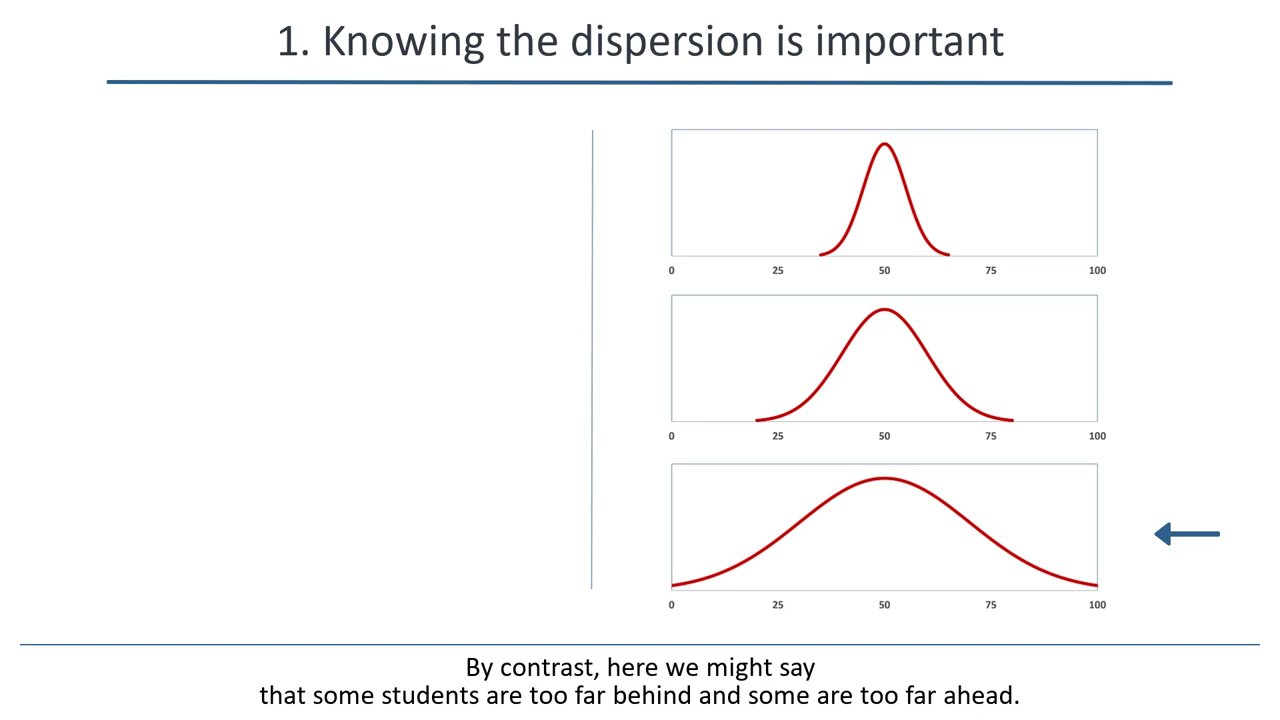 1. Knowing the dispersion is important
0 25 50 75 100
0 25 50 75 100
0 25 50 75 100
By contrast, here we might say
that some students are too far behind and some are too far ahead.